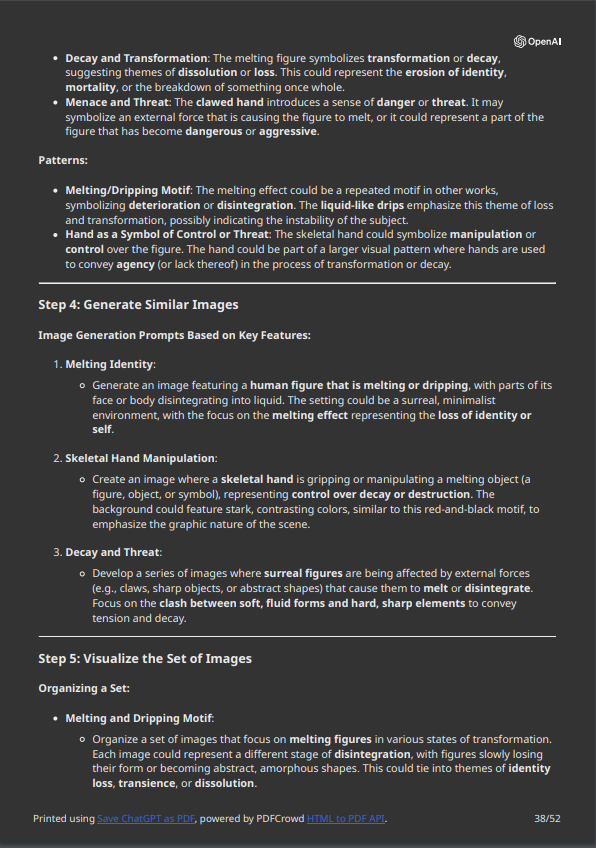 OpenAI
• Decay and Transformation: The melting figure symbolizes transformation or decay,
suggesting themes of dissolution or loss. This could represent the erosion of identity,
mortality, or the breakdown of something once whole.
• Menace and Threat: The clawed hand introduces a sense of danger or threat. It may
symbolize an external force that is causing the figure to melt, or it could represent a part of the
figure that has become dangerous or aggressive.
Patterns:
• Melting/Dripping Motif: The melting effect could be a repeated motif in other works,
symbolizing deterioration or disintegration. The liquid-like drips emphasize this theme of loss
and transformation, possibly indicating the instability of the subject.
• Hand as a Symbol of Control or Threat: The skeletal hand could symbolize manipulation or
control over the figure. The hand could be part of a larger visual pattern where hands are used
to convey agency (or lack thereof) in the process of transformation or decay.
Step 4: Generate Similar Images
Image Generation Prompts Based on Key Features:
1. Melting Identity:
○ Generate an image featuring a human figure that is melting or dripping, with parts of its
face or body disintegrating into liquid. The setting could be a surreal, minimalist
environment, with the focus on the melting effect representing the loss of identity or
self.
2. Skeletal Hand Manipulation:
○ Create an image where a skeletal hand is gripping or manipulating a melting object (a
figure, object, or symbol), representing control over decay or destruction. The
background could feature stark, contrasting colors, similar to this red-and-black motif, to
emphasize the graphic nature of the scene.
3. Decay and Threat:
○ Develop a series of images where surreal figures are being affected by external forces
(e.g., claws, sharp objects, or abstract shapes) that cause them to melt or disintegrate.
Focus on the clash between soft, fluid forms and hard, sharp elements to convey
tension and decay.
Step 5: Visualize the Set of Images
Organizing a Set:
• Melting and Dripping Motif:
○ Organize a set of images that focus on melting figures in various states of transformation.
Each image could represent a different stage of disintegration, with figures slowly losing
their form or becoming abstract, amorphous shapes. This could tie into themes of identity
loss, transience, or dissolution.
Printed using Save ChatGPT as PDF, powered by PDFCrowd HTML to PDF API. 38/52